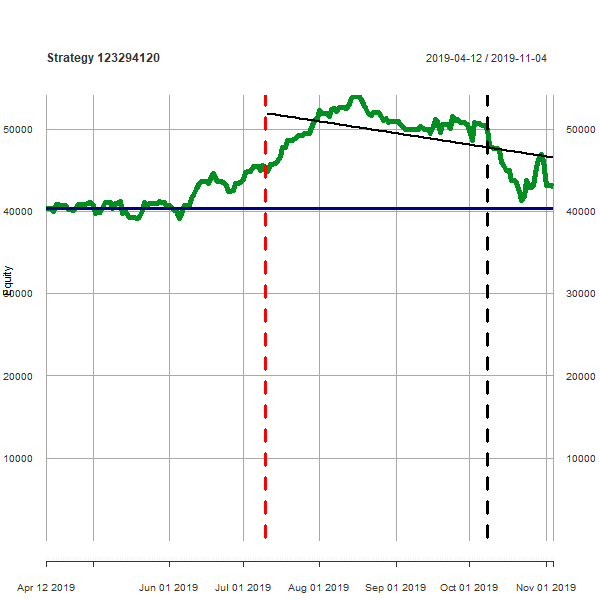 Strategy 123294120
2019-04-12 / 2019-11-04
50000
50000
40000
40000
Equity
30000
30000
20000
20000
10000
10000
Apr 12 2019
Jun 01 2019
Jul 01 2019
Aug 01 2019
Sep 01 2019
Oct 01 2019
Nov 01 2019